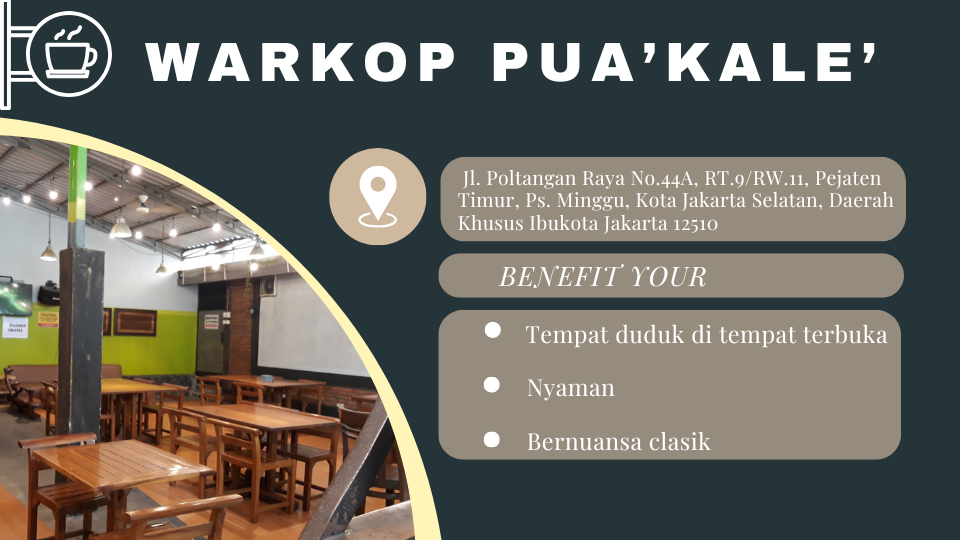 WARKOP PUA’KALE’
Jl. Poltangan Raya No.44A, RT.9/RW.11, Pejaten
Timur, Ps. Minggu, Kota Jakarta Selatan, Daerah
Khusus Ibukota Jakarta 12510
BENEFIT YOUR
Tempat duduk di tempat terbuka
Nyaman
Bernuansa clasik